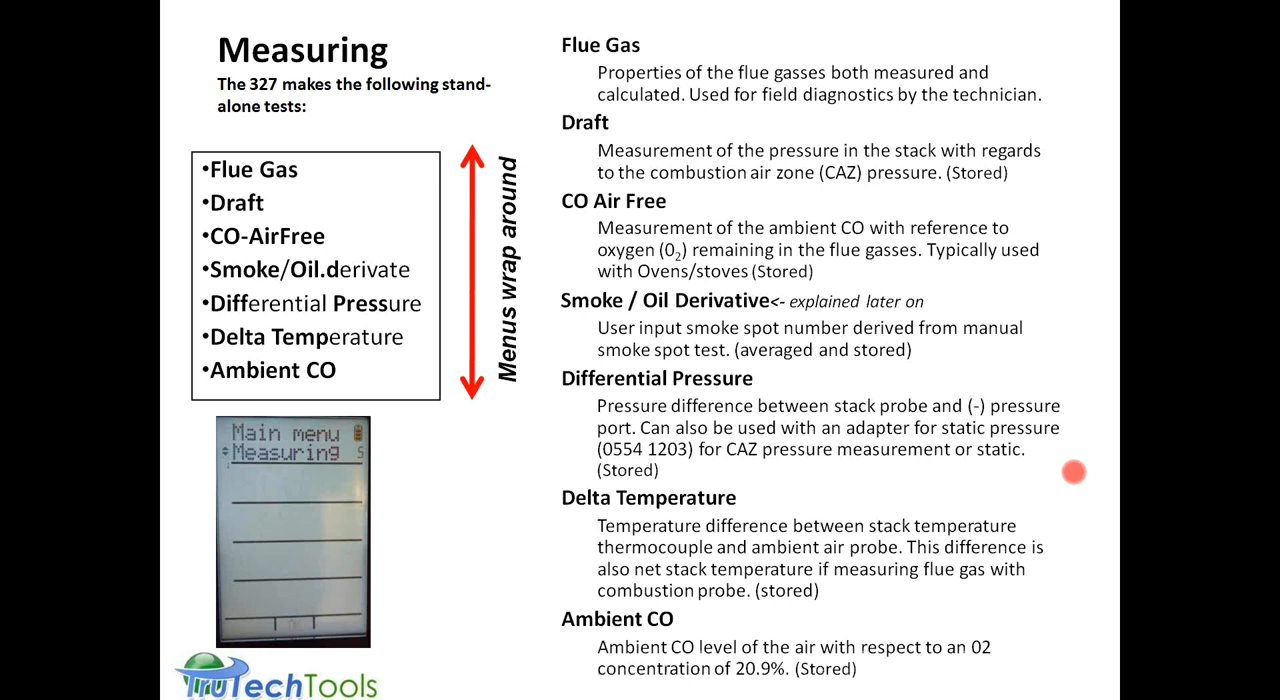 Measuring
The 327 makes the following stand-
alone tests:
•Flue Gas
•Draft
•CO-AirFree
•Smoke/Oil.derivate
•Differential Pressure
•Delta Temperature
•Ambient CO
Menus wrap around
Main menu
Measuring S
TruTechTools
Flue Gas
Properties of the flue gasses both measured and
calculated. Used for field diagnostics by the technician.
Draft
Measurement of the pressure in the stack with regards
to the combustion air zone (CAZ) pressure. (Stored)
CO Air Free
Measurement of the ambient CO with reference to
oxygen (0₂) remaining in the flue gasses. Typically used
with Ovens/stoves (Stored)
Smoke / Oil Derivative<- explained later on
User input smoke spot number derived from manual
smoke spot test. (averaged and stored)
Differential Pressure
Pressure difference between stack probe and (-) pressure
port. Can also be used with an adapter for static pressure
(0554 1203) for CAZ pressure measurement or static.
(Stored)
Delta Temperature
Temperature difference between stack temperature
thermocouple and ambient air probe. This difference is
also net stack temperature if measuring flue gas with
combustion probe. (stored)
Ambient CO
Ambient CO level of the air with respect to an 02
concentration of 20.9%. (Stored)